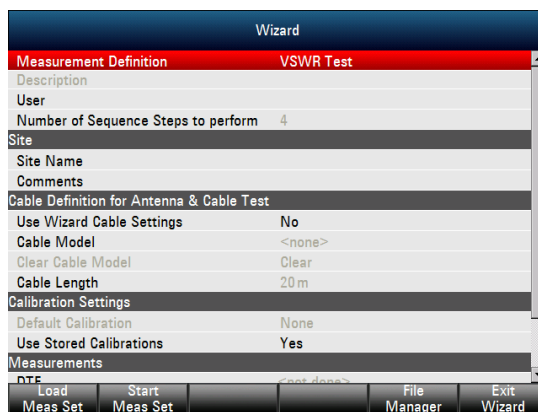 Wizard
Measurement Definition VSWR Test
Description
User
Number of Sequence Steps to perform 4
Site
Site Name
Comments
Cable Definition for Antenna & Cable Test
Use Wizard Cable Settings No
Cable Model <none>
Clear Cable Model Clear
Cable Length 20 m
Calibration Settings
Default Calibration None
Use Stored Calibrations Yes
Measurements
DTF <not done>
Load Meas Set
Start Meas Set
File Manager
Exit Wizard